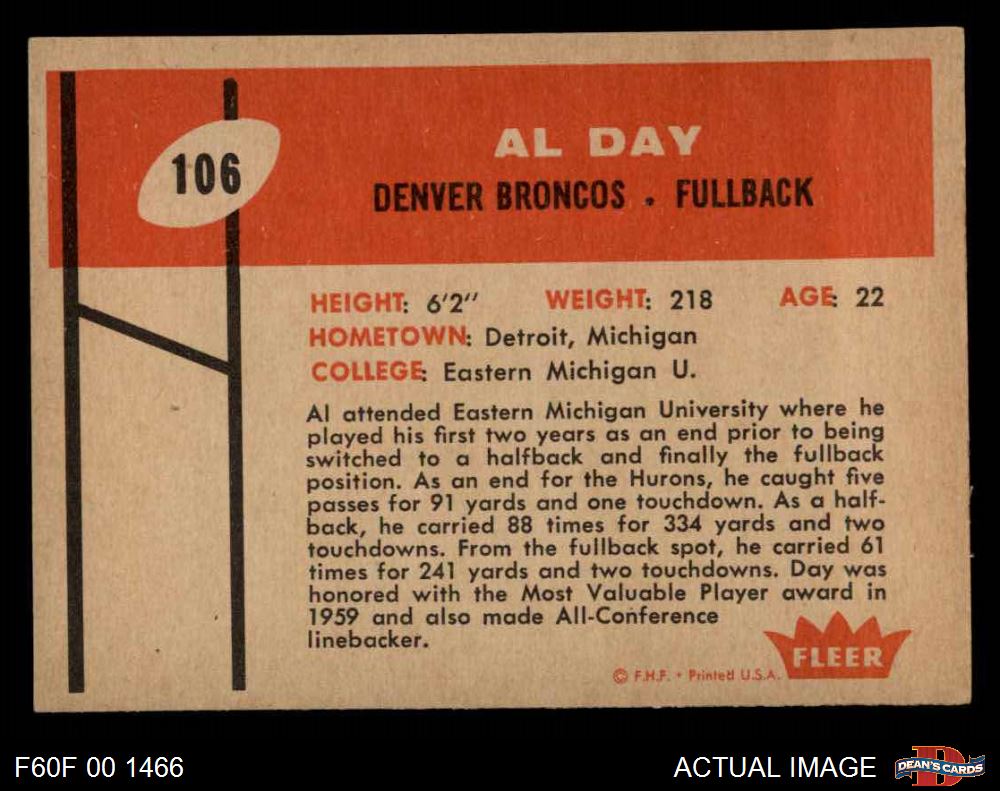 106
AL DAY
DENVER BRONCOS . FULLBACK
HEIGHT: 6'2" WEIGHT: 218 AGE: 22
HOMETOWN: Detroit, Michigan
COLLEGE: Eastern Michigan U.
Al attended Eastern Michigan University where he
played his first two years as an end prior to being
switched to a halfback and finally the fullback
position. As an end for the Hurons, he caught five
passes for 91 yards and one touchdown. As a half-
back, he carried 88 times for 334 yards and two
touchdowns. From the fullback spot, he carried 61
times for 241 yards and two touchdowns. Day was
honored with the Most Valuable Player award in
1959 and also made All-Conference
linebacker.
FLEER
© F.H.F. • Printed U.S.A.
F60F 00 1466
ACTUAL IMAGE
D
DEAN'S CARDS